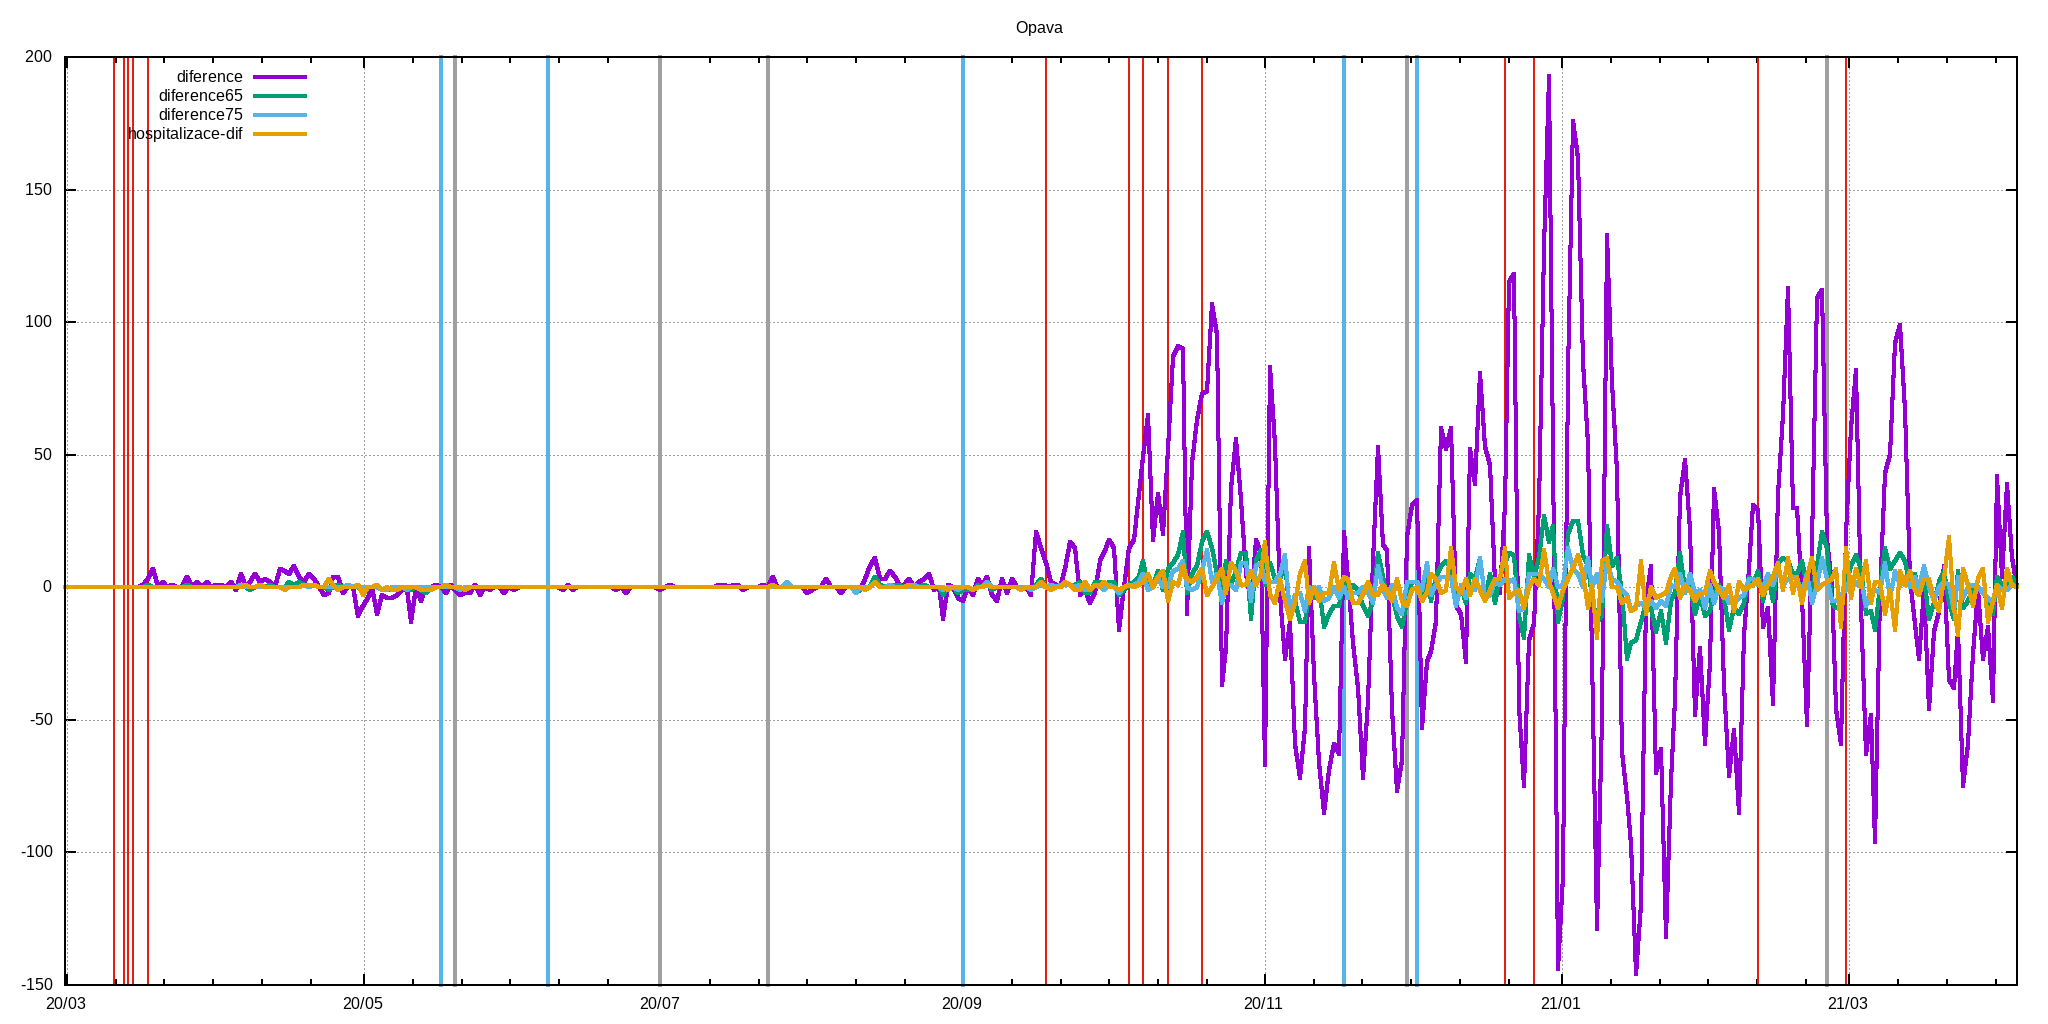 Opava
200
150
100
50
0
-50
-100
-150
diference
diference65
diference75
hospitalizace-dif
20/03 20/05 20/07 20/09 20/11 21/01 21/03